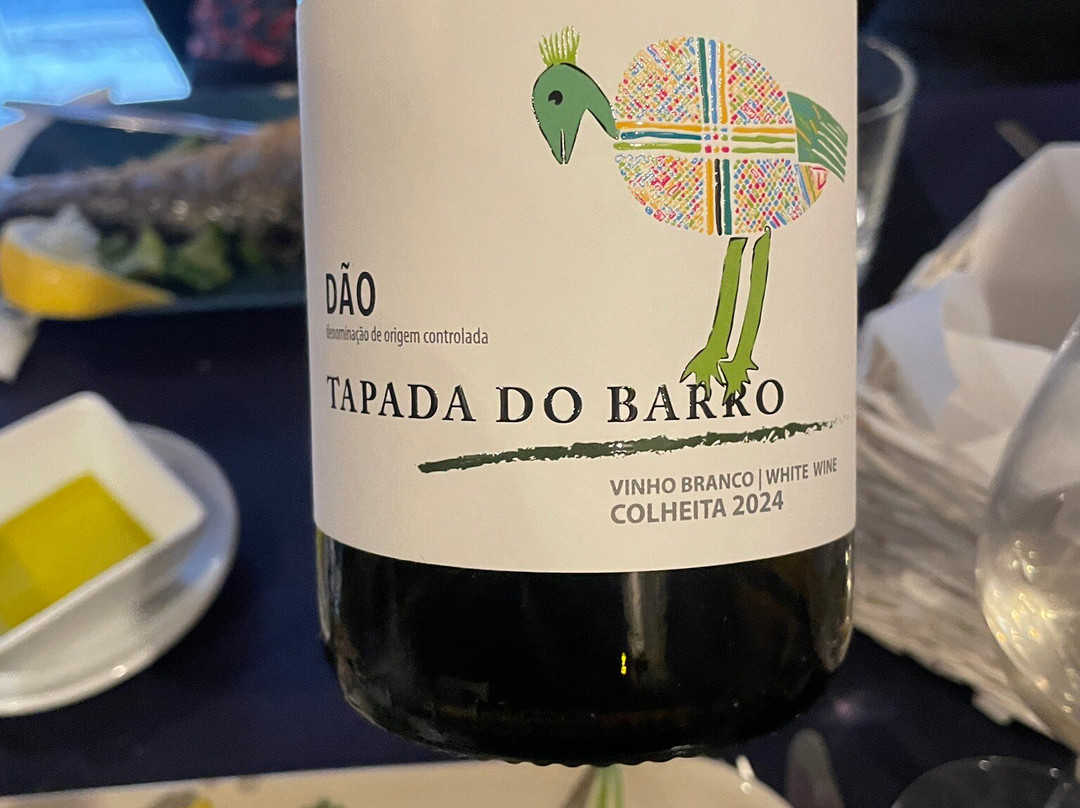 DÃO
denominação de origem controlada
TAPADA DO BARRO
VINHO BRANCO | WHITE WINE
COLHEITA 2024